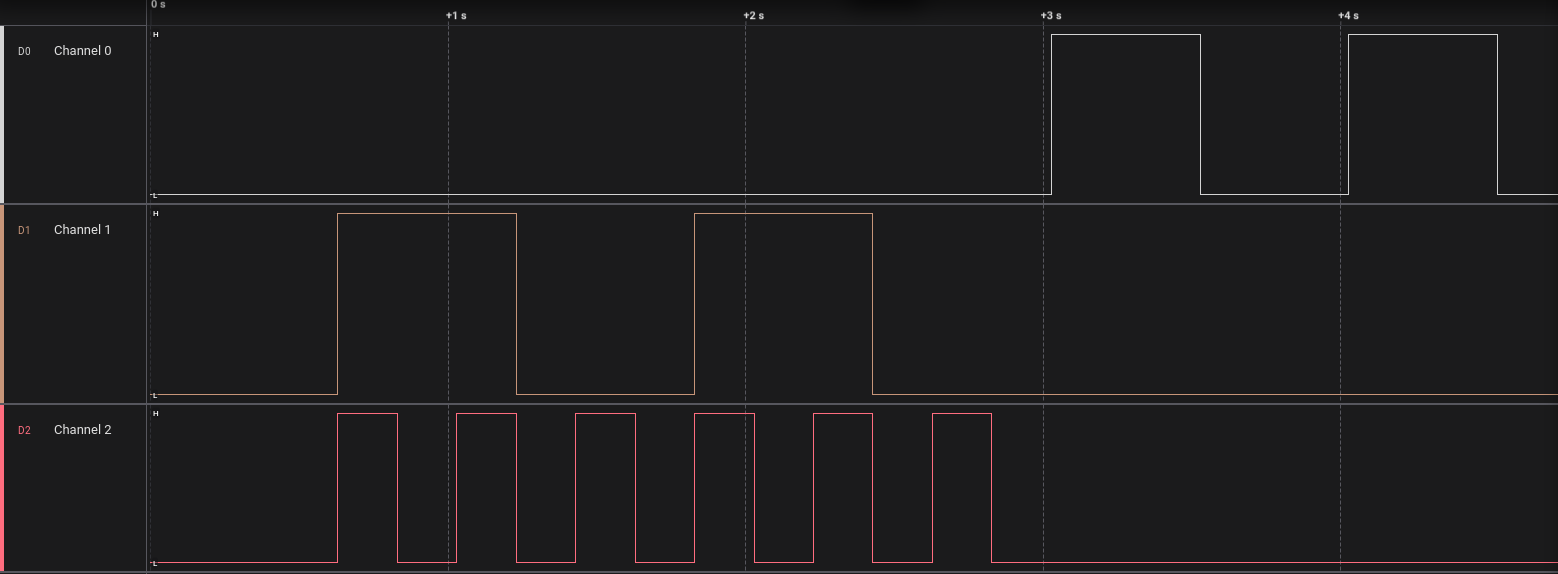 0 s
+1 s +2 s +3 s +4 s
D0 Channel 0
H
L
D1 Channel 1
H
L
D2 Channel 2
H
L